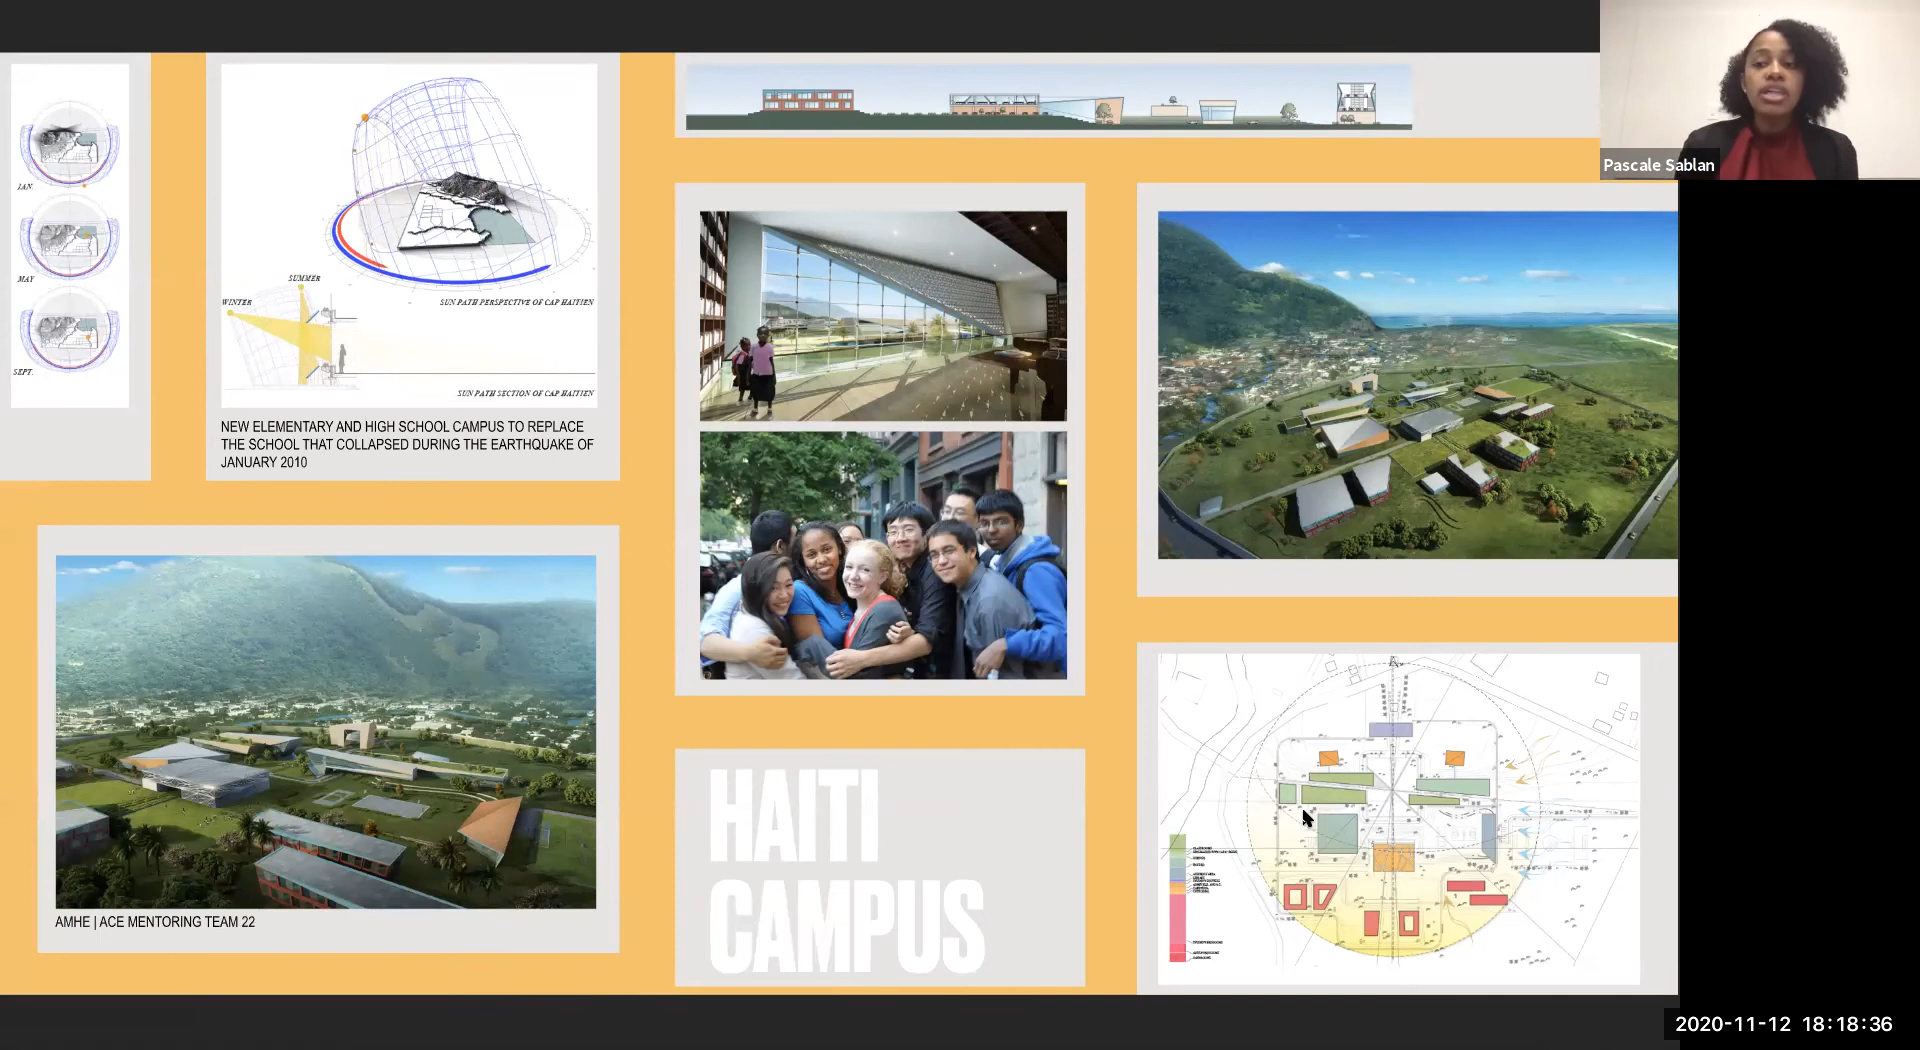 Pascale Sablan
JAN.
MAY
SEPT.
SUMMER
WINTER
SUN PATH PERSPECTIVE OF CAP HAITIEN
SUN PATH SECTION OF CAP HAITIEN
NEW ELEMENTARY AND HIGH SCHOOL CAMPUS TO REPLACE
THE SCHOOL THAT COLLAPSED DURING THE EARTHQUAKE OF
JANUARY 2010
AMHE | ACE MENTORING TEAM 22
HAITI
CAMPUS
2020-11-12 18:18:36